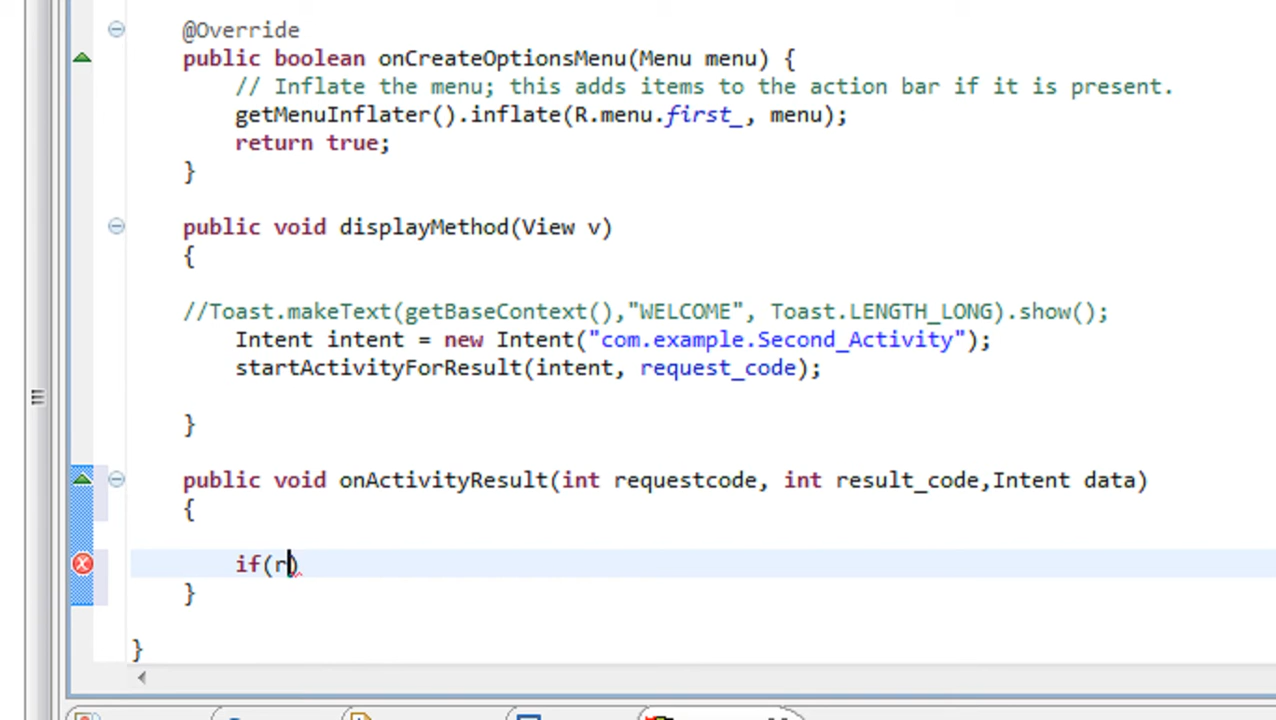 @Override
public boolean onCreateOptionsMenu(Menu menu) {
// Inflate the menu; this adds items to the action bar if it is present.
getMenuInflater().inflate(R.menu.first_, menu);
return true;
}
public void displayMethod(View v)
{
//Toast.makeText(getBaseContext(),"WELCOME", Toast.LENGTH_LONG).show();
Intent intent = new Intent("com.example.Second_Activity");
startActivityForResult(intent, request_code);
}
public void onActivityResult(int requestcode, int result_code,Intent data)
{
if(r)
}
}